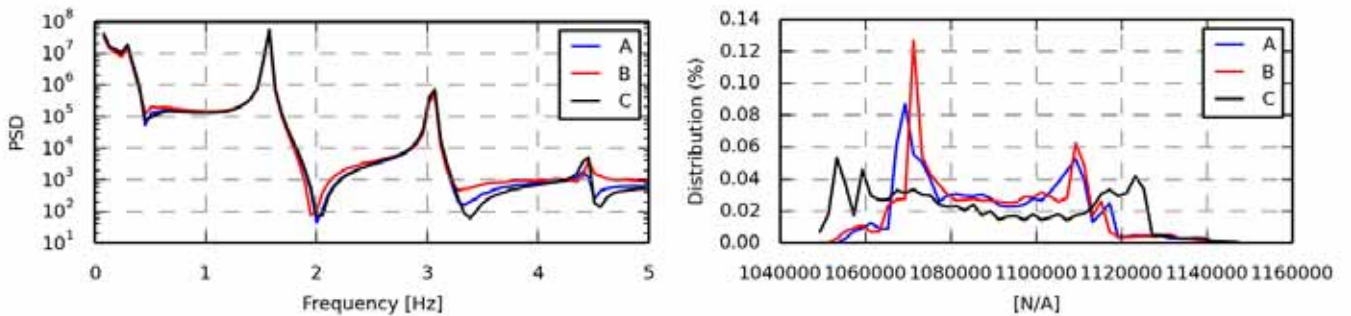 10^8
10^7
10^6
10^5
10^4
10^3
10^2
10^1
PSD
0 1 2 3 4 5
Frequency [Hz]
A
B
C
0.14
0.12
0.10
0.08
0.06
0.04
0.02
0.00
Distribution (%)
1040000 1060000 1080000 1100000 1120000 1140000 1160000
[N/A]
A
B
C